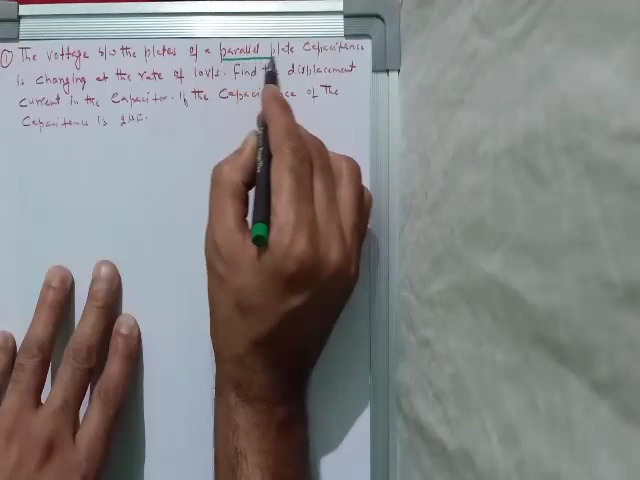 ① The voltage b/w the plates of a parallel plate Capacitance
is changing at the rate of 10V/s. Find the displacement
current in the Capacitor. If the Capacitance of the
Capacitance is 2μF.